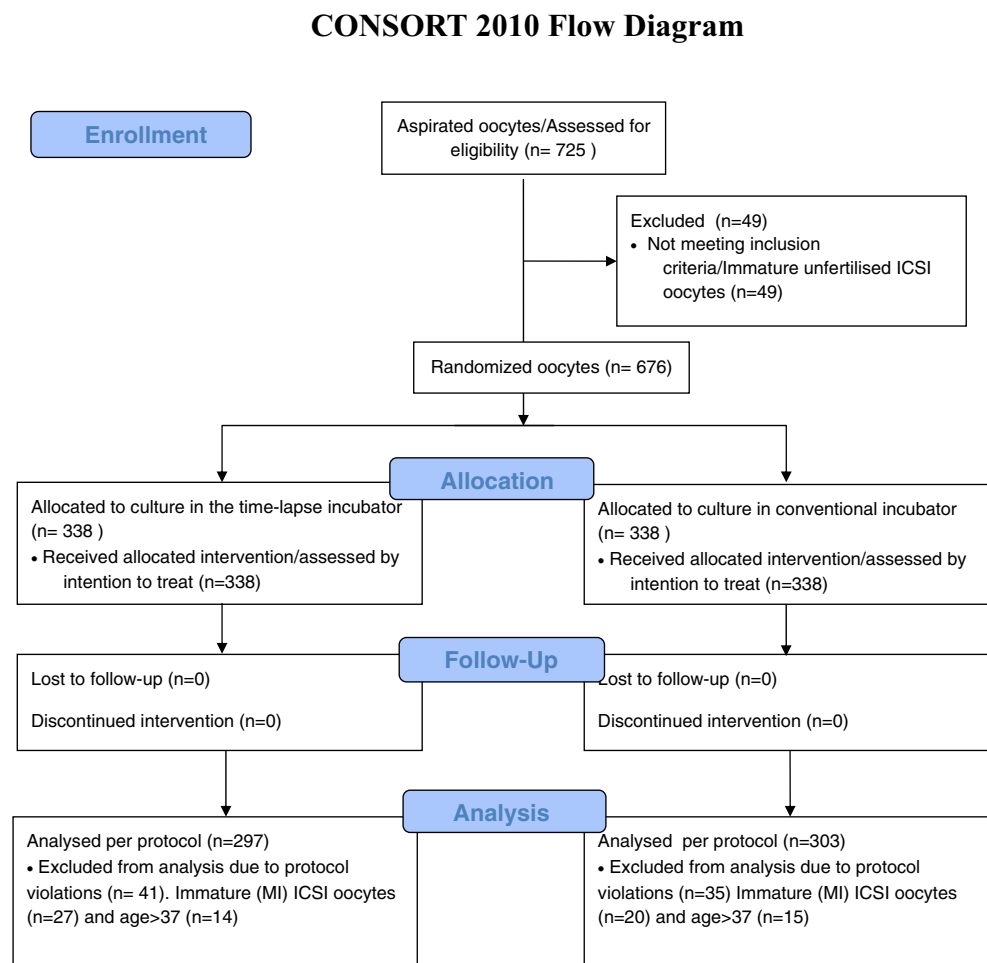 CONSORT 2010 Flow Diagram
Enrollment
Aspirated oocytes/Assessed for
eligibility (n= 725 )
Excluded (n=49)
• Not meeting inclusion
criteria/Immature unfertilised ICSI
oocytes (n=49)
Randomized oocytes (n= 676)
Allocation
Allocated to culture in the time-lapse incubator
(n= 338 )
• Received allocated intervention/assessed by
intention to treat (n=338)
Allocated to culture in conventional incubator
(n= 338 )
• Received allocated intervention/assessed by
intention to treat (n=338)
Follow-Up
Lost to follow-up (n=0)
Discontinued intervention (n=0)
Lost to follow-up (n=0)
Discontinued intervention (n=0)
Analysis
Analysed per protocol (n=297)
• Excluded from analysis due to protocol
violations (n= 41). Immature (MI) ICSI oocytes
(n=27) and age>37 (n=14)
Analysed per protocol (n=303)
• Excluded from analysis due to protocol
violations (n=35) Immature (MI) ICSI oocytes
(n=20) and age>37 (n=15)